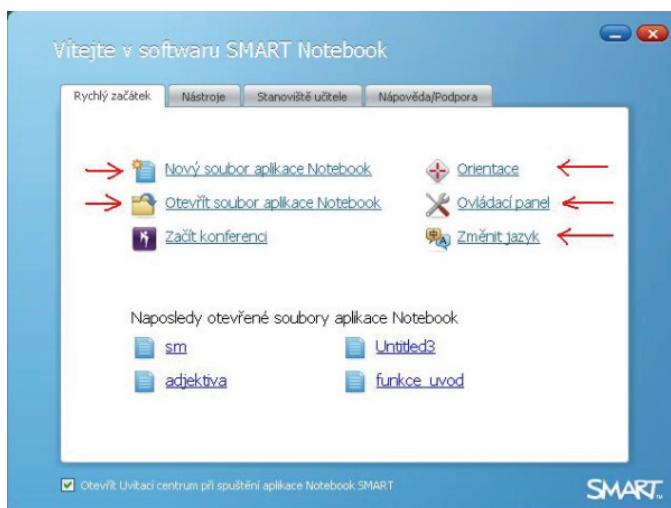 Vítejte v softwaru SMART Notebook
Rychlý začátek Nástroje Stanoviště učitele Nápověda/Podpora
Nový soubor aplikace Notebook Orientace
Otevřít soubor aplikace Notebook Ovládací panel
Začít konferenci Změnit jazyk
Naposledy otevřené soubory aplikace Notebook
sm Untitled3
adjektiva funkce_uvod
Otevřít Uvítací centrum při spuštění aplikace Notebook SMART
SMART